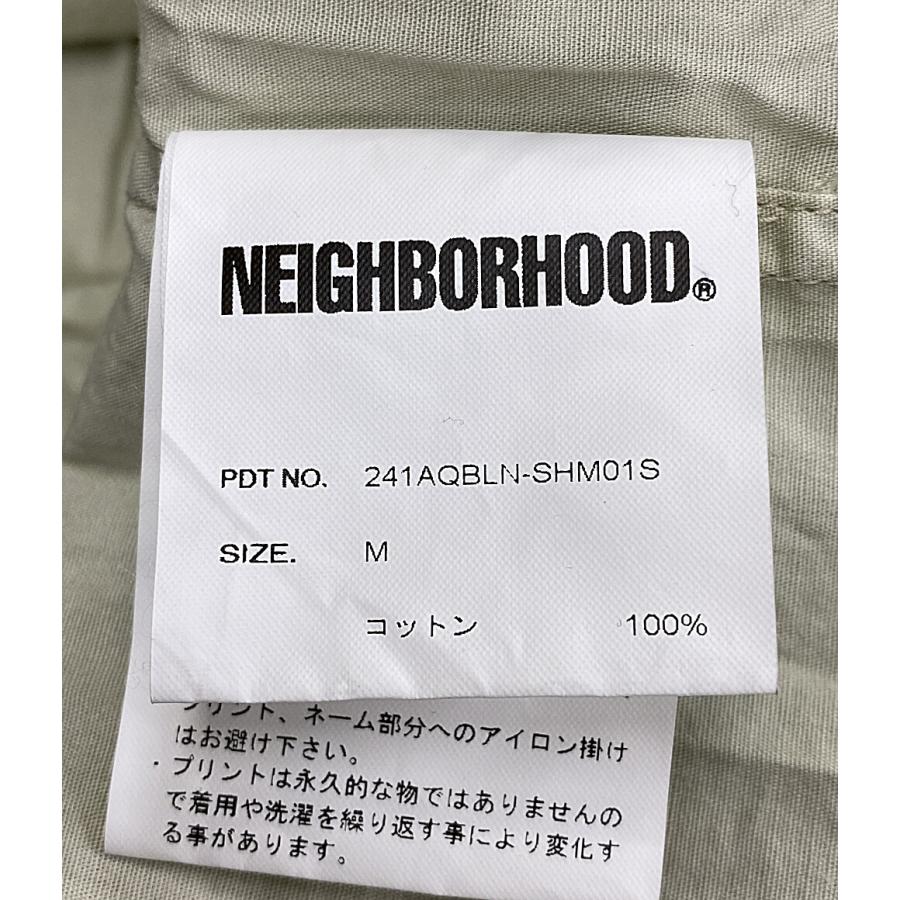 NEIGHBORHOOD®
PDT NO. 241AQBLN-SHM01S
SIZE. M
コットン 100%
プリント、ネーム部分へのアイロン掛け
はお避け下さい。
・プリントは永久的な物ではありませんの
で着用や洗濯を繰り返す事により変化す
る事があります。